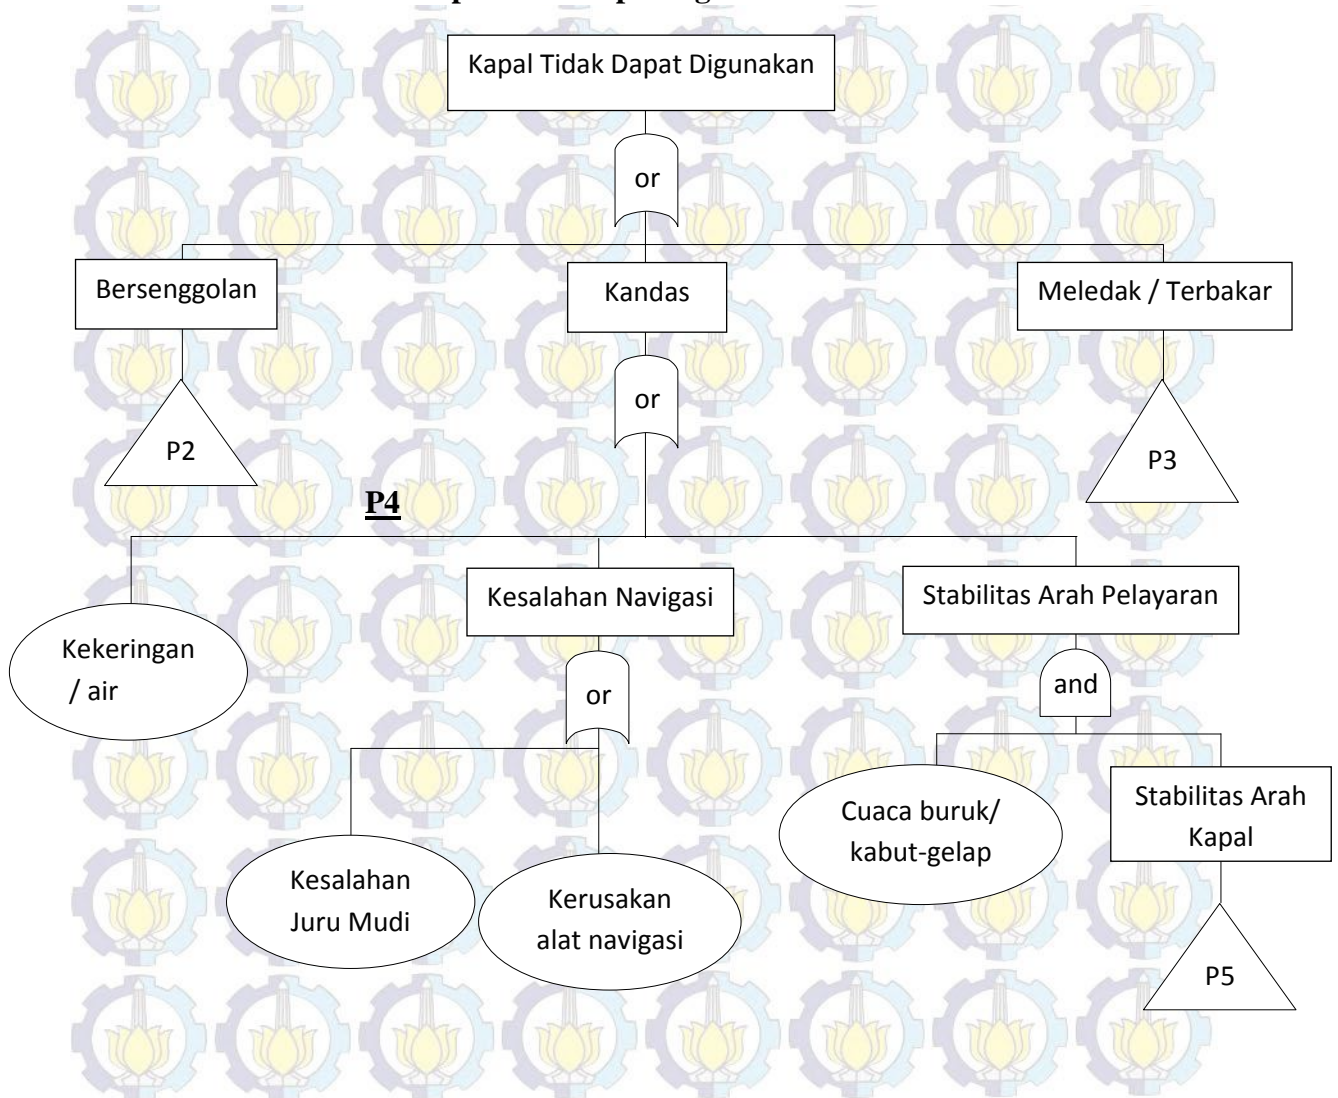 Kapal Tidak Dapat Digunakan
or
Bersenggolan
Kandas
Meledak / Terbakar
or
P2
P3
P4
Kesalahan Navigasi
Stabilitas Arah Pelayaran
Kekeringan
/ air
or
and
Cuaca buruk/
kabut-gelap
Stabilitas Arah
Kapal
Kesalahan
Juru Mudi
Kerusakan
alat navigasi
P5